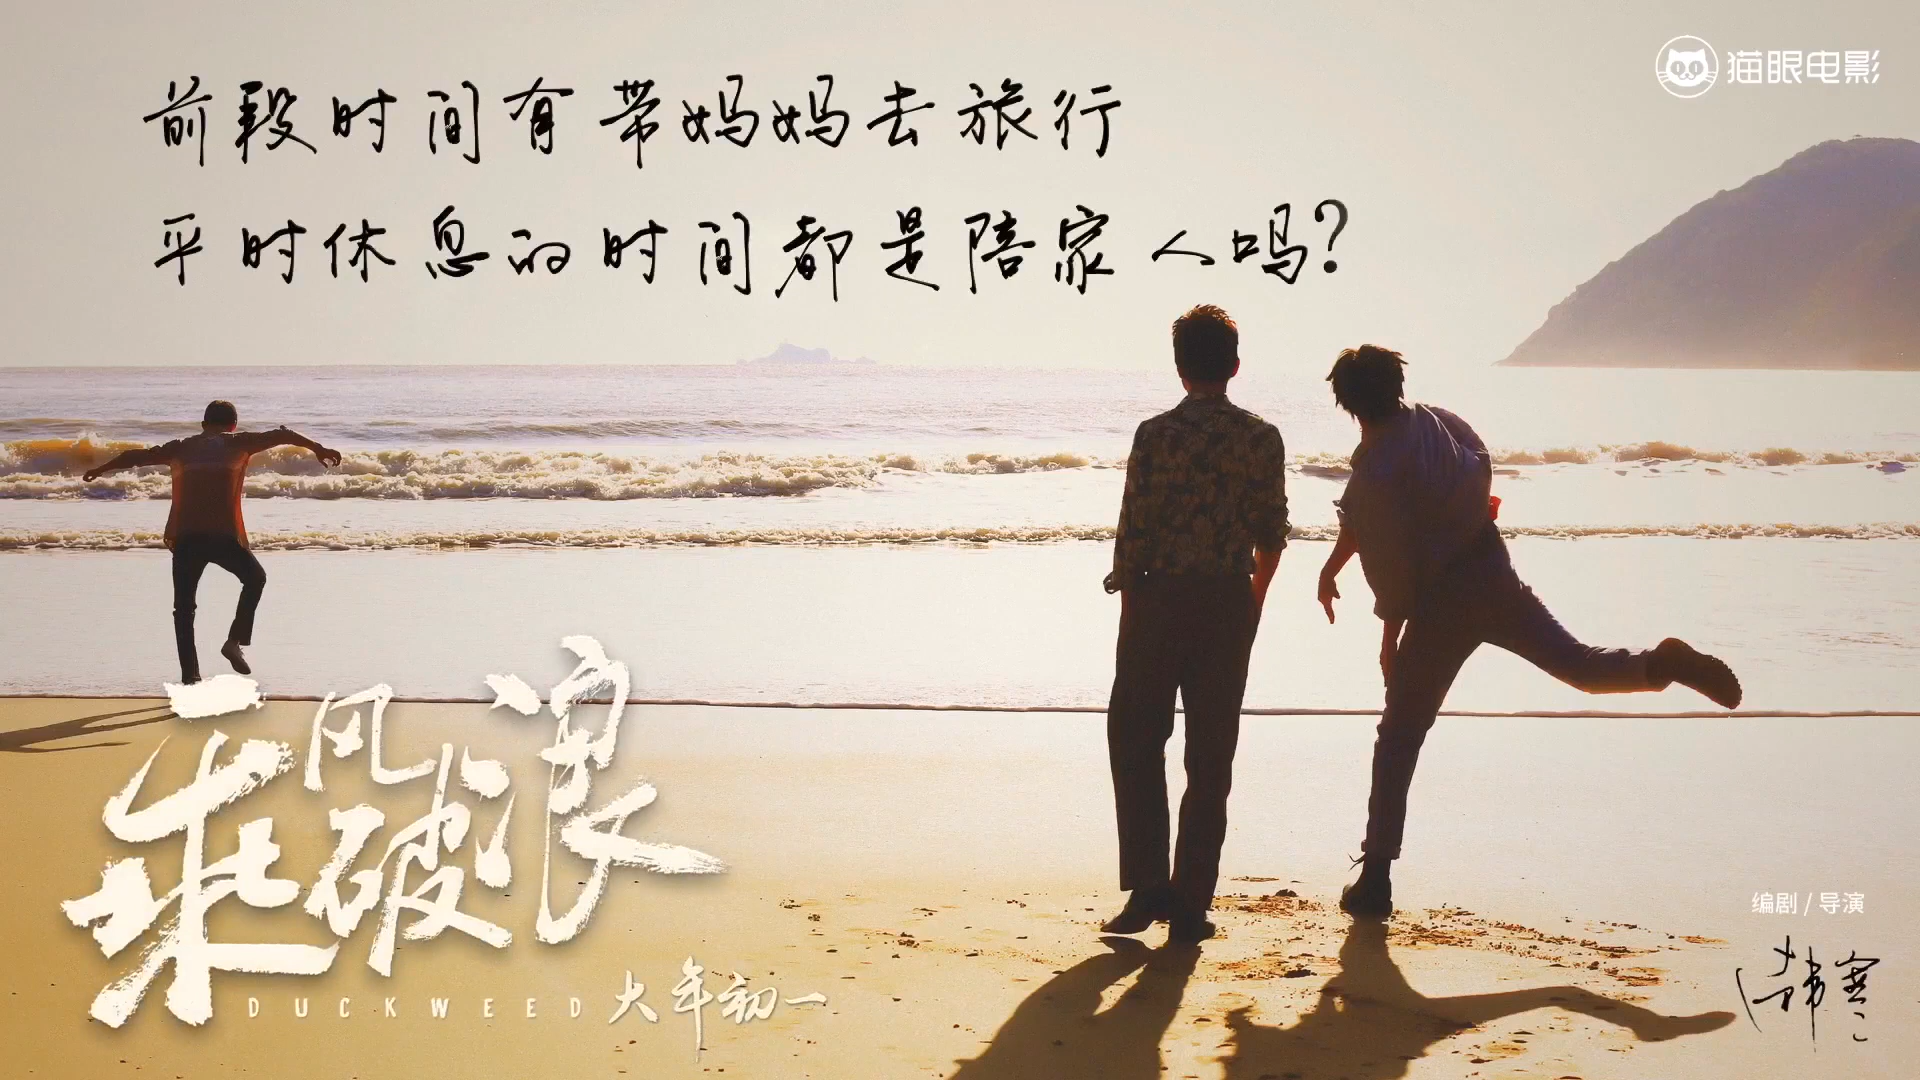 猫眼电影
前段时间有带妈妈去旅行
平时休息的时间都是陪家人吗?
乘风破浪
DUCKWEED 大年初一
编剧/导演
韩寒